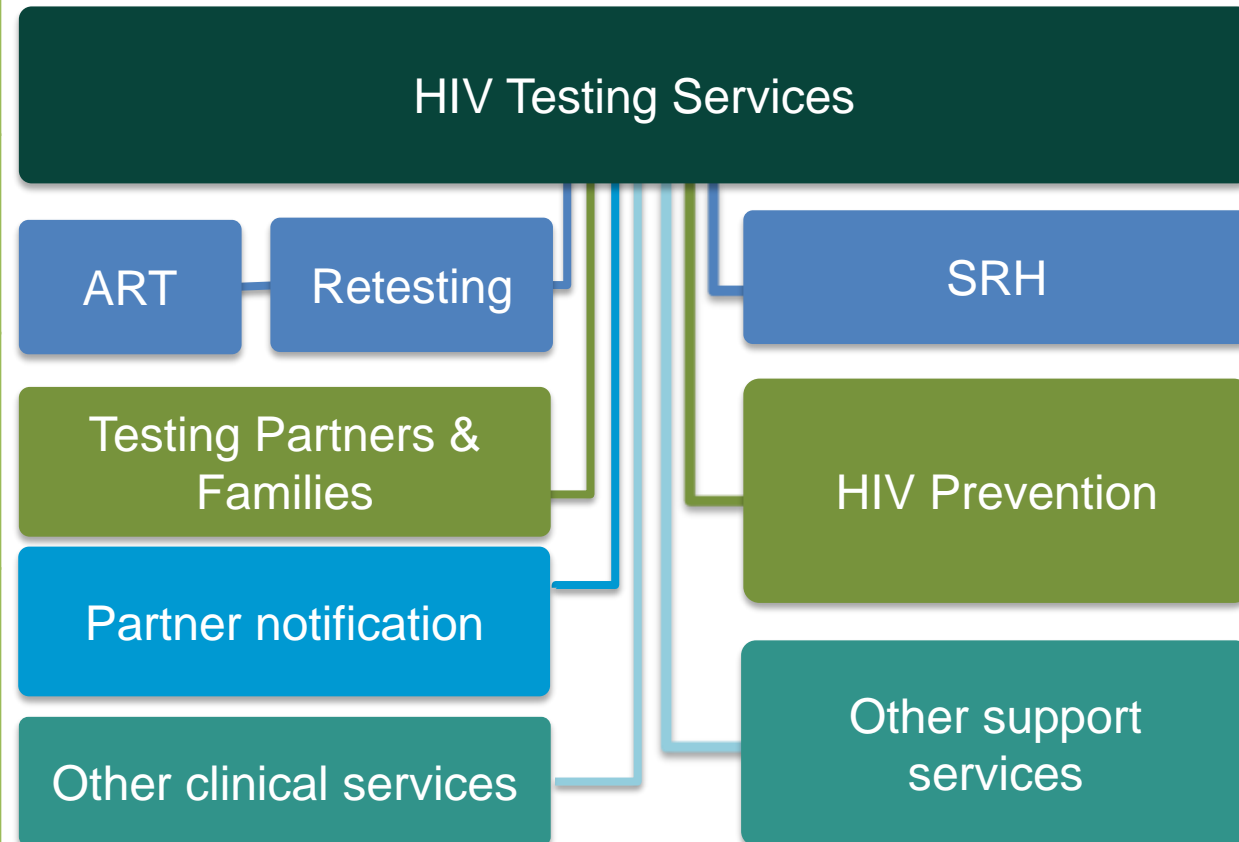 HIV Testing Services
ART
Retesting
SRH
Testing Partners &
Families
HIV Prevention
Partner notification
Other support
services
Other clinical services